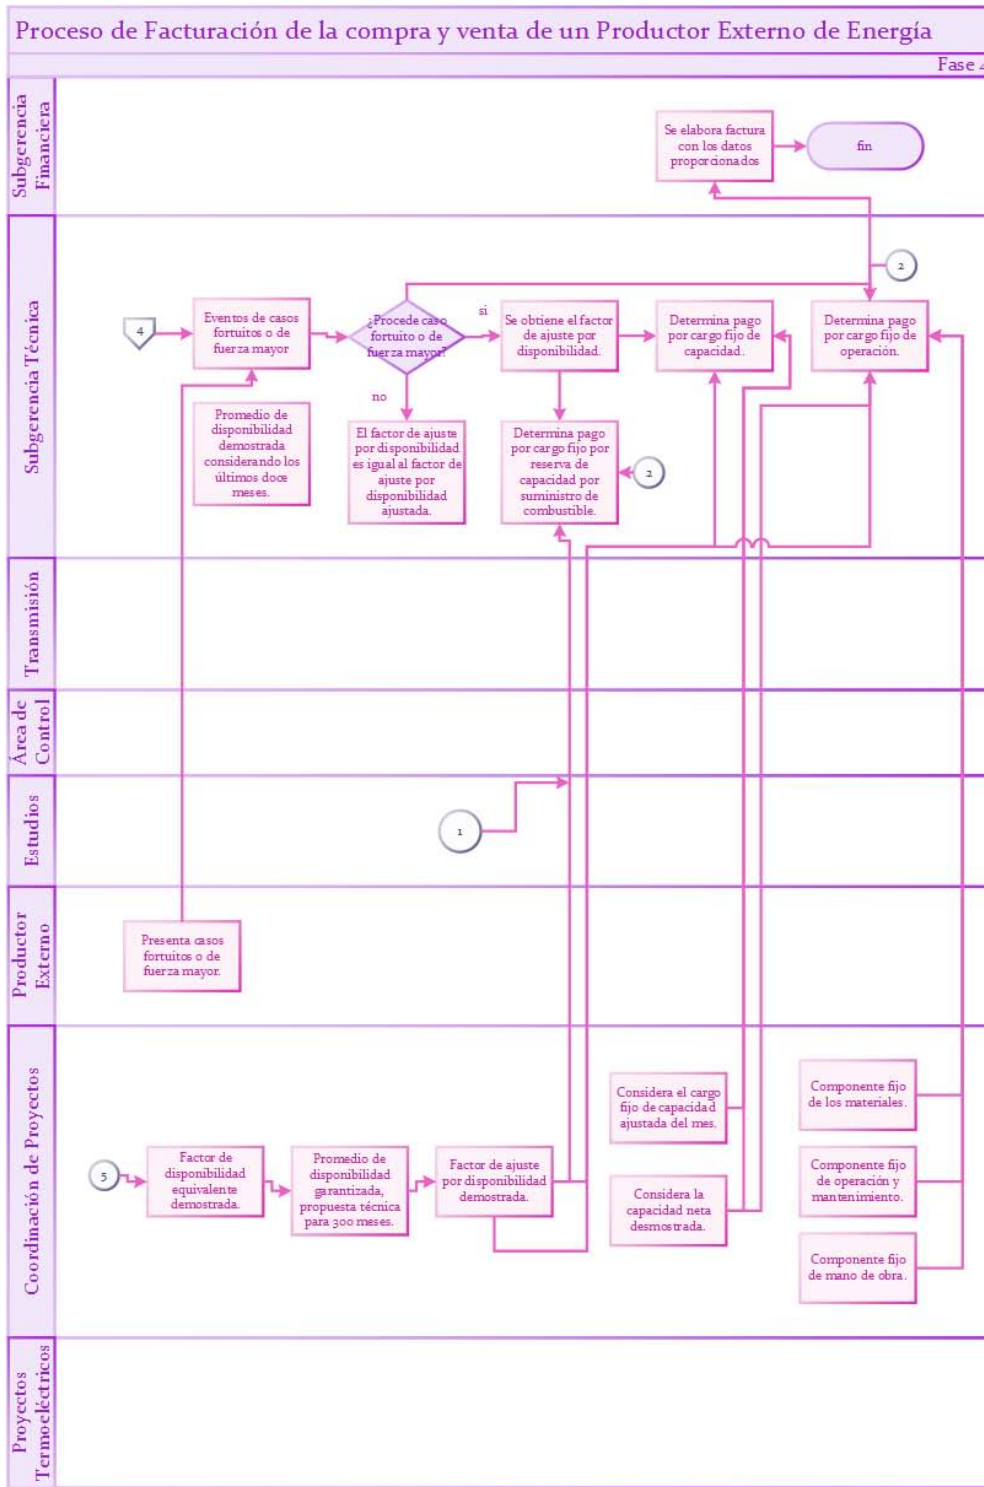 Proceso de Facturación de la compra y venta de un Productor Externo de Energía
Fase 4
Subgerencia
Financiera
Se elabora factura
con los datos
proporcionados
fin
Subgerencia Técnica
2
4
Eventos de casos
fortuitos o de
fuerza mayor
¿Procede caso
fortuito o de
fuerza mayor?
si
no
Se obtiene el factor
de ajuste por
disponibilidad.
Determina pago
por cargo fijo de
capacidad.
Determina pago
por cargo fijo de
operación.
Promedio de
disponibilidad
demostrada
considerando los
últimos doce
meses.
El factor de ajuste
por disponibilidad
es igual al factor de
ajuste por
disponibilidad
ajustada.
Determina pago
por cargo fijo por
reserva de
capacidad por
suministro de
combustible.
2
Transmisión
Área de
Control
Estudios
1
Productor
Externo
Presenta casos
fortuitos o de
fuerza mayor.
Coordinación de Proyectos
5
Factor de
disponibilidad
equivalente
demostrada.
Promedio de
disponibilidad
garantizada,
propuesta técnica
para 300 meses.
Factor de ajuste
por disponibilidad
demostrada.
Considera el cargo
fijo de capacidad
ajustada del mes.
Considera la
capacidad neta
desmostrada.
Componente fijo
de los materiales.
Componente fijo
de operación y
mantenimiento.
Componente fijo
de mano de obra.
Proyectos
Termoeléctricos